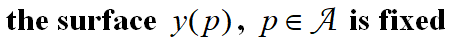 the surface y(p), p ∈ 𝒜 is fixed